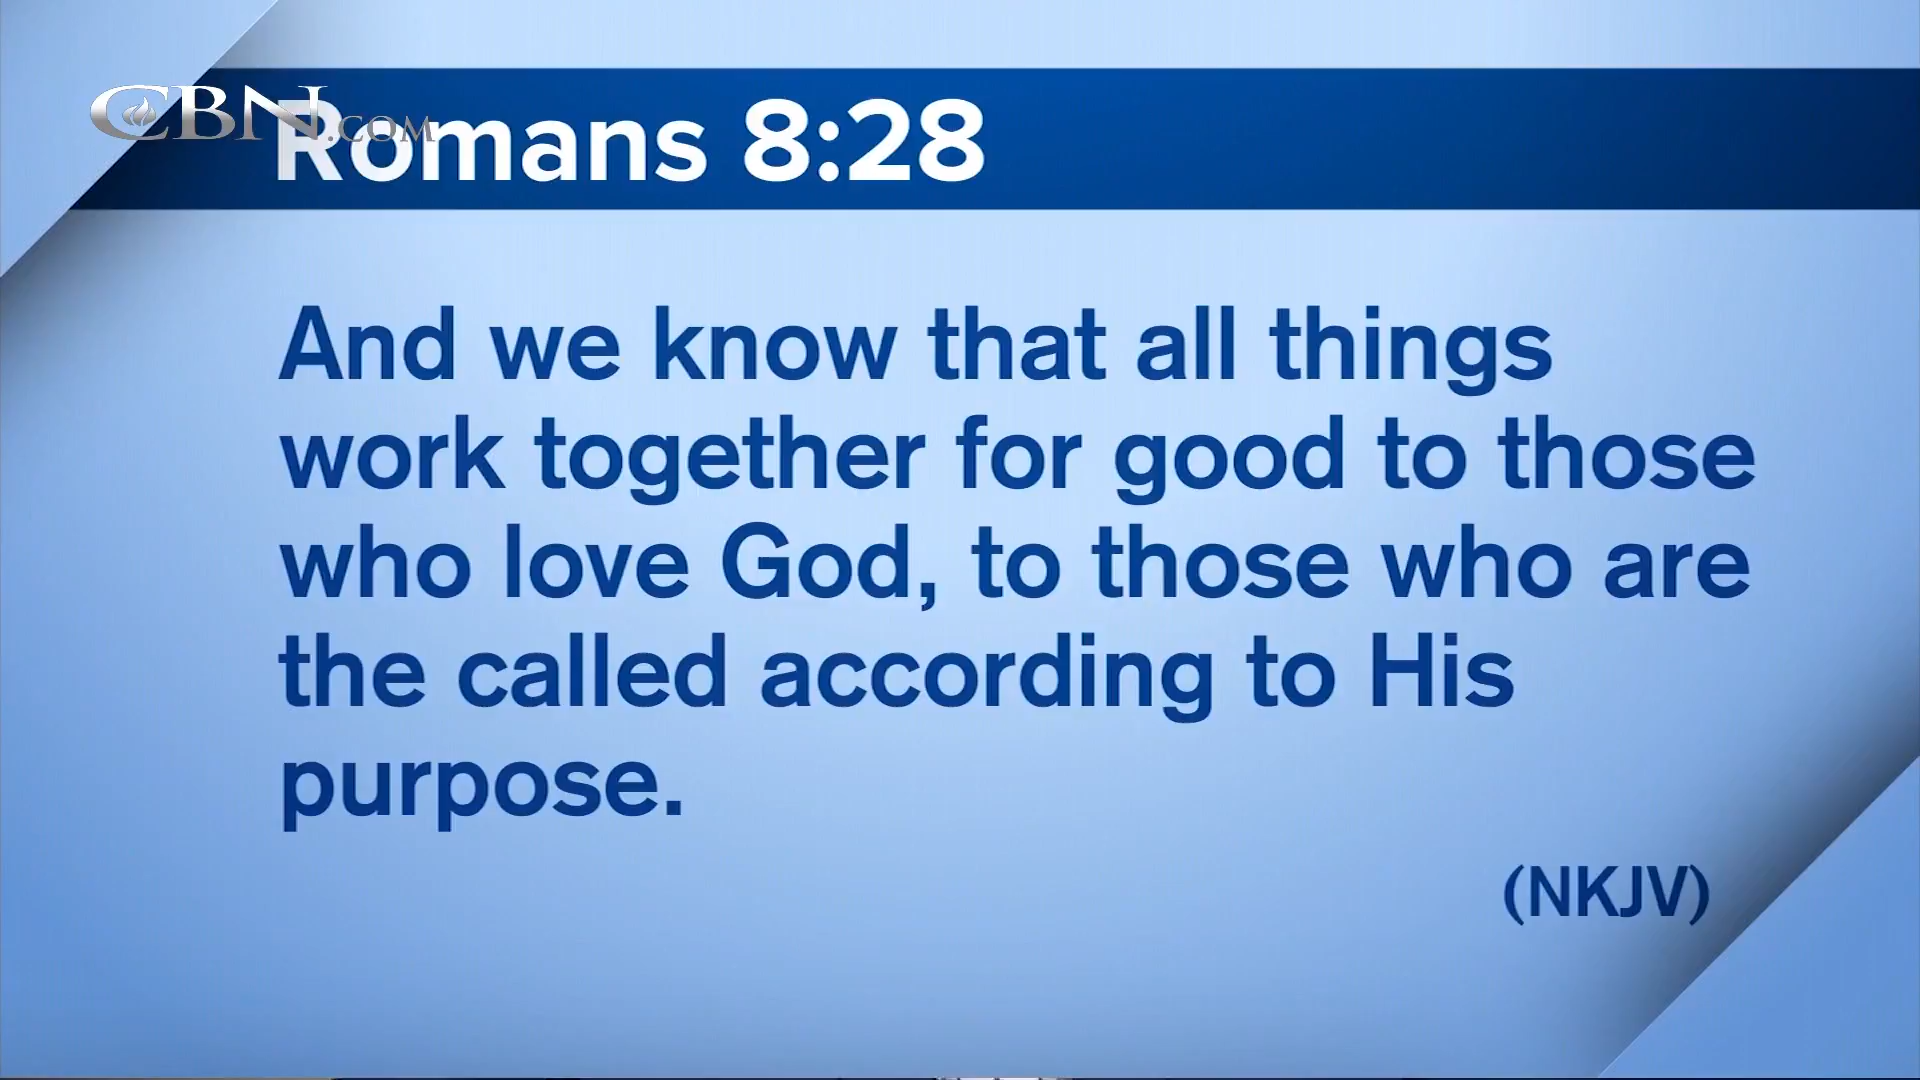 CBN.COM
Romans 8:28
And we know that all things
work together for good to those
who love God, to those who are
the called according to His
purpose.
(NKJV)